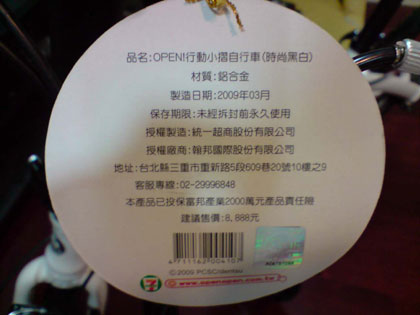 品名:OPEN!行動小摺自行車(時尚黑白)
材質:鋁合金
製造日期:2009年03月
保存期限:未經拆封前永久使用
授權製造:統一超商股份有限公司
授權廠商:翰邦國際股份有限公司
地址:台北縣三重市重新路5段609巷20號10樓之9
客服專線:02-29996848
本產品已投保富邦產業2000萬元產品責任險
建議售價:8,888元
4711162004107
©2005 PCSC/dentsu
www.openopen.com.tw